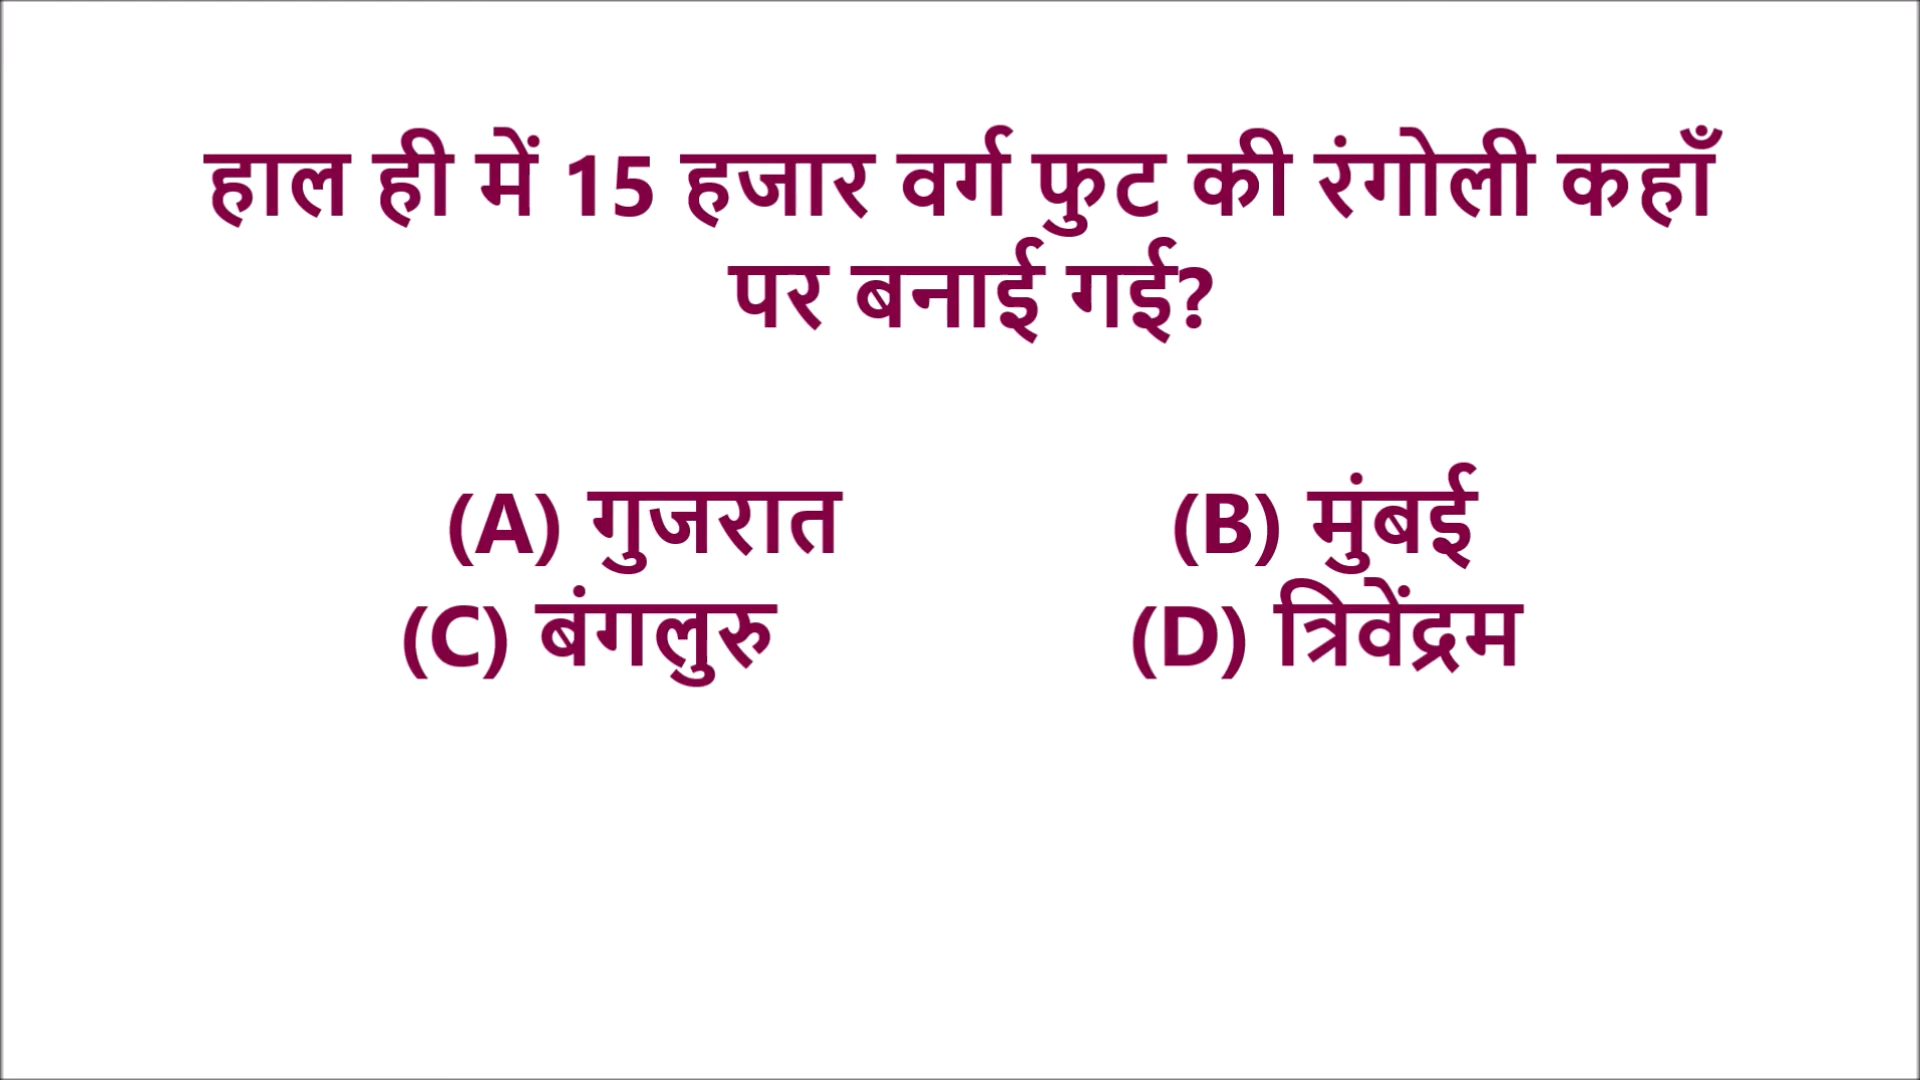 हाल ही में 15 हजार वर्ग फुट की रंगोली कहाँ
पर बनाई गई?
(A) गुजरात (B) मुंबई
(C) बंगलुरु (D) त्रिवेंद्रम